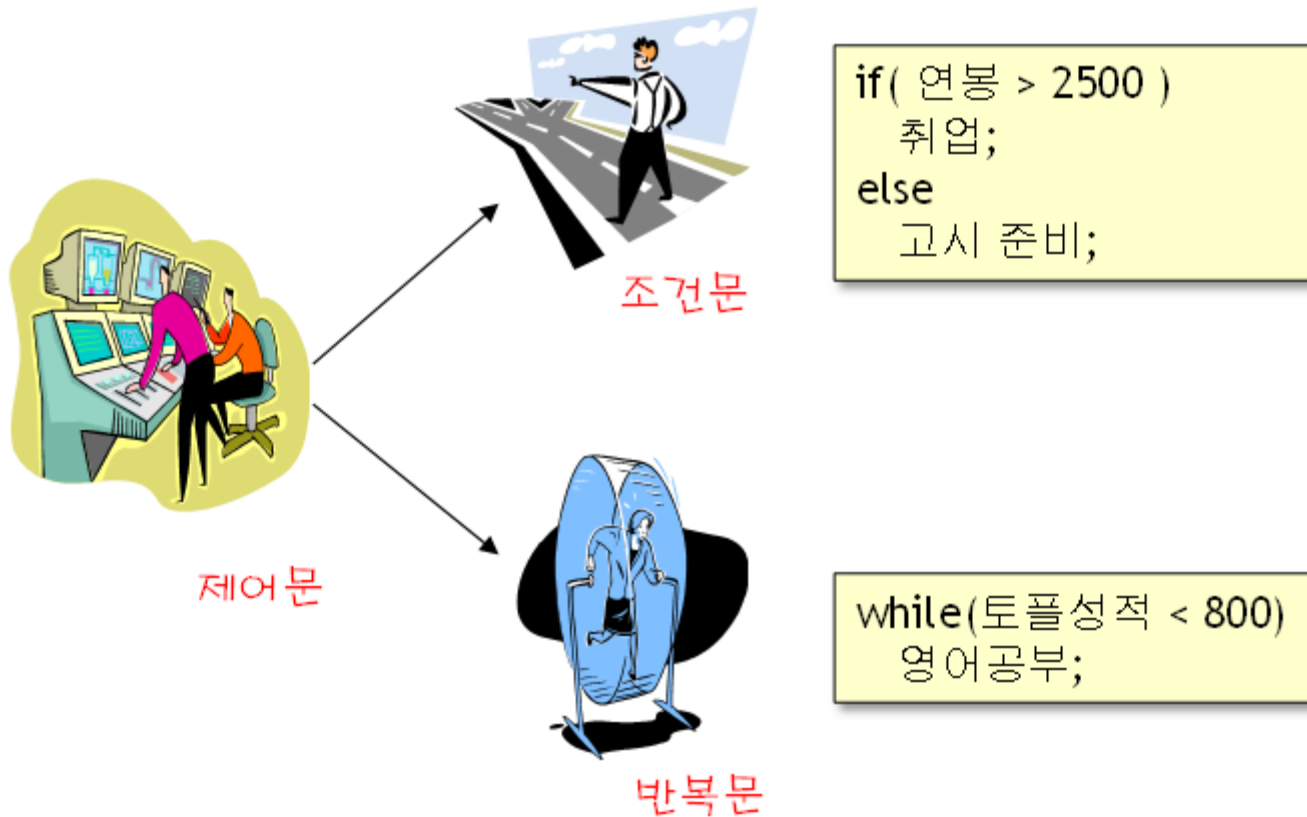 if( 연봉 > 2500 )
취업;
else
고시 준비;
조건문
제어문
while(토플성적 < 800)
영어공부;
반복문